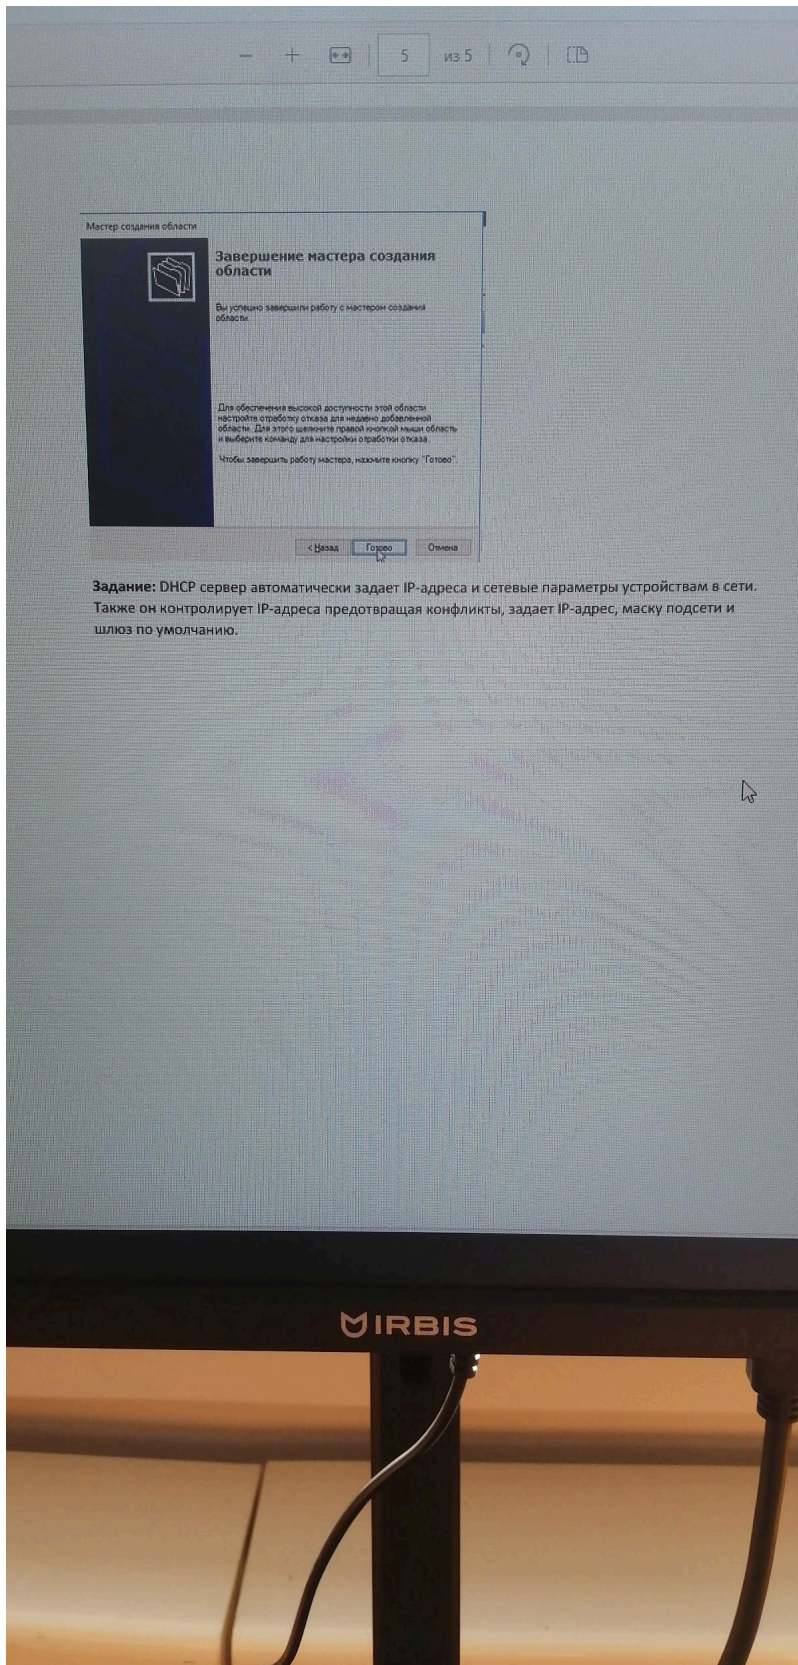 5 из 5
Мастер создания области
Завершение мастера создания
области
Вы успешно завершили работу с мастером создания
области.
Для обеспечения высокой доступности этой области
настройте отработку отказа для недавно добавленной
области. Для этого щелкните правой кнопкой мыши область
и выберите команду для настройки отработки отказа.
Чтобы завершить работу мастера, нажмите кнопку "Готово".
< Назад Готово Отмена
Задание: DHCP сервер автоматически задает IP-адреса и сетевые параметры устройствам в сети.
Также он контролирует IP-адреса предотвращая конфликты, задает IP-адрес, маску подсети и
шлюз по умолчанию.
IRBIS